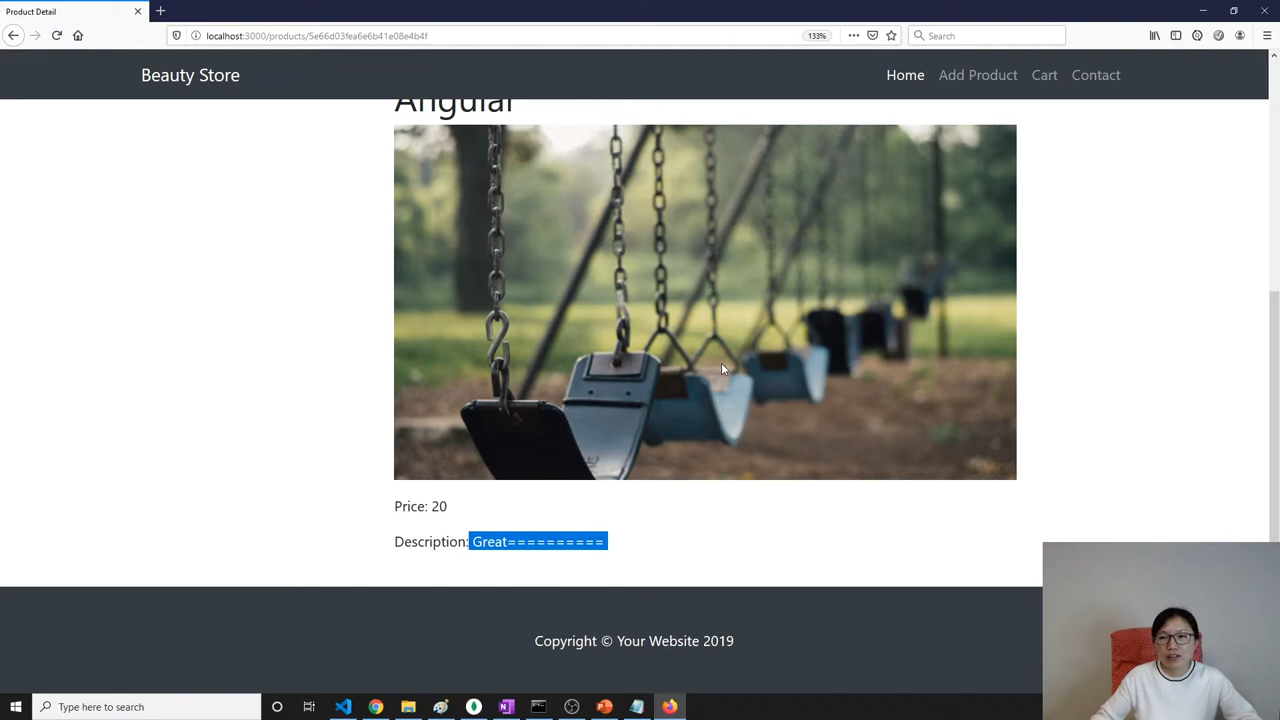 Product Detail
localhost:3000/products/5e66d03fea6e6b41e08e4b4f
133%
Search
Beauty Store
Home Add Product Cart Contact
Angular
Price: 20
Description: Great==========
Copyright © Your Website 2019
Type here to search